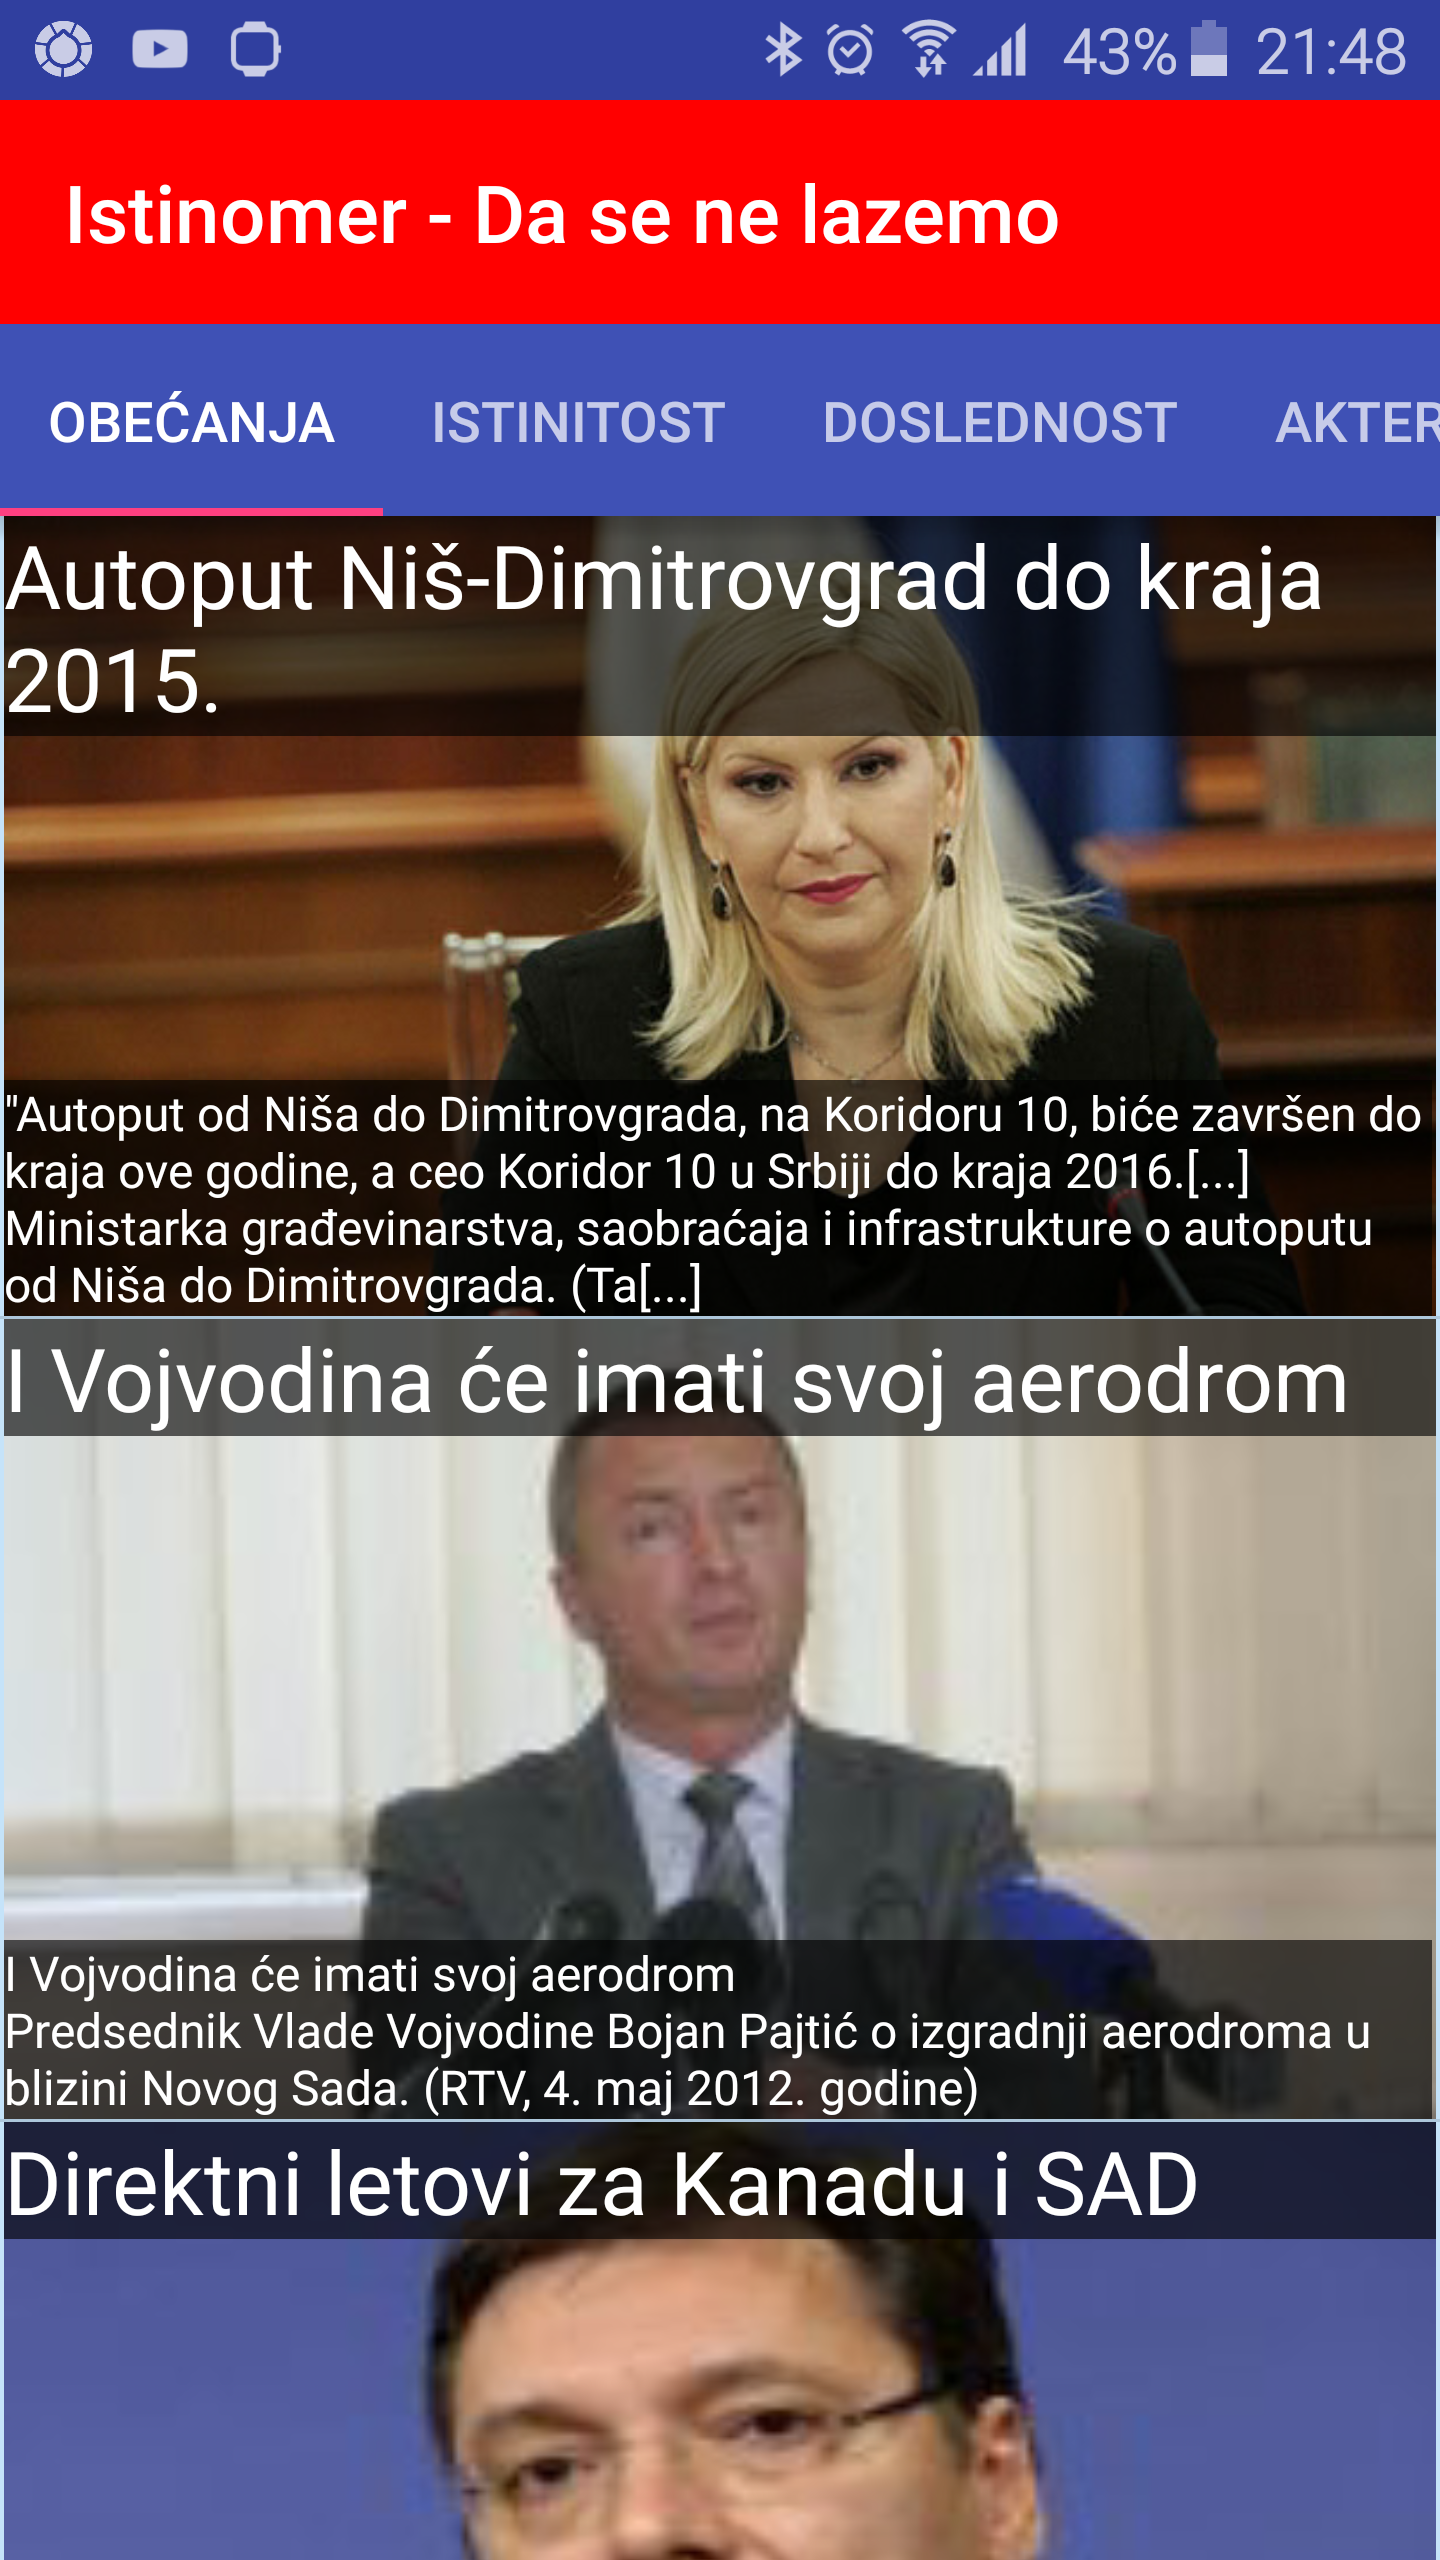 43% 21:48
Istinomer - Da se ne lazemo
OBEĆANJA ISTINITOST DOSLEDNOST AKTER
Autoput Niš-Dimitrovgrad do kraja
2015.
"Autoput od Niša do Dimitrovgrada, na Koridoru 10, biće završen do
kraja ove godine, a ceo Koridor 10 u Srbiji do kraja 2016.[...]
Ministarka građevinarstva, saobraćaja i infrastrukture o autoputu
od Niša do Dimitrovgrada. (Ta[...]
I Vojvodina će imati svoj aerodrom
I Vojvodina će imati svoj aerodrom
Predsednik Vlade Vojvodine Bojan Pajtić o izgradnji aerodroma u
blizini Novog Sada. (RTV, 4. maj 2012. godine)
Direktni letovi za Kanadu i SAD